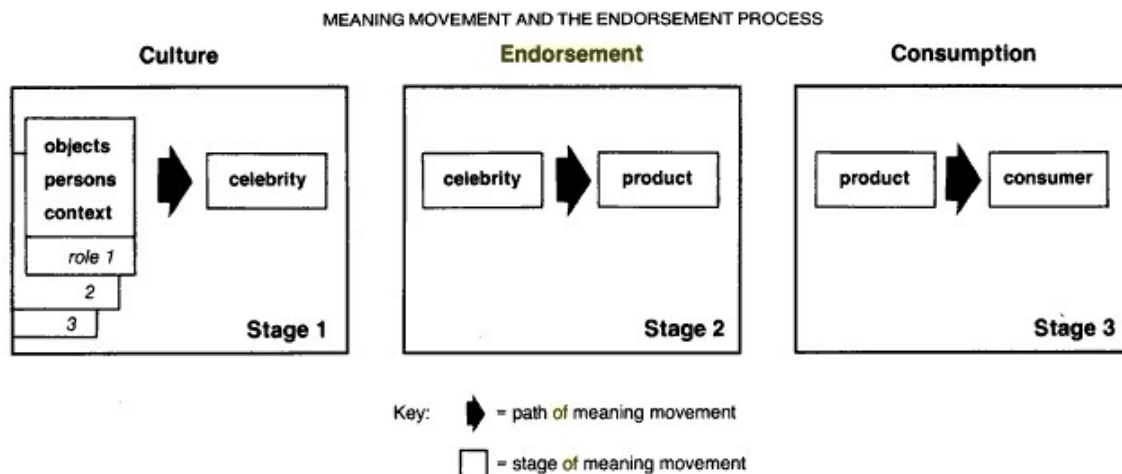 MEANING MOVEMENT AND THE ENDORSEMENT PROCESS
Culture
Endorsement
Consumption
objects
persons
context
role 1
2
3
celebrity
Stage 1
celebrity
product
Stage 2
product
consumer
Stage 3
Key:
= path of meaning movement
= stage of meaning movement